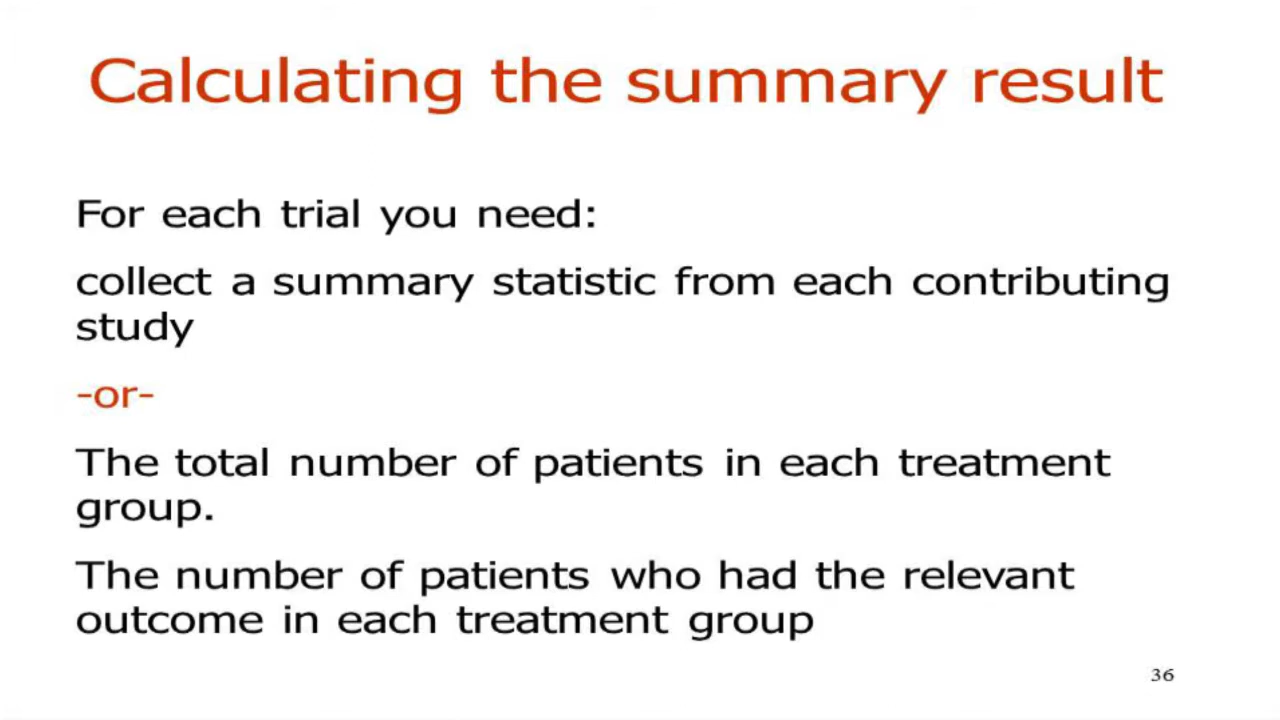 Calculating the summary result
For each trial you need:
collect a summary statistic from each contributing
study
-or-
The total number of patients in each treatment
group.
The number of patients who had the relevant
outcome in each treatment group
36